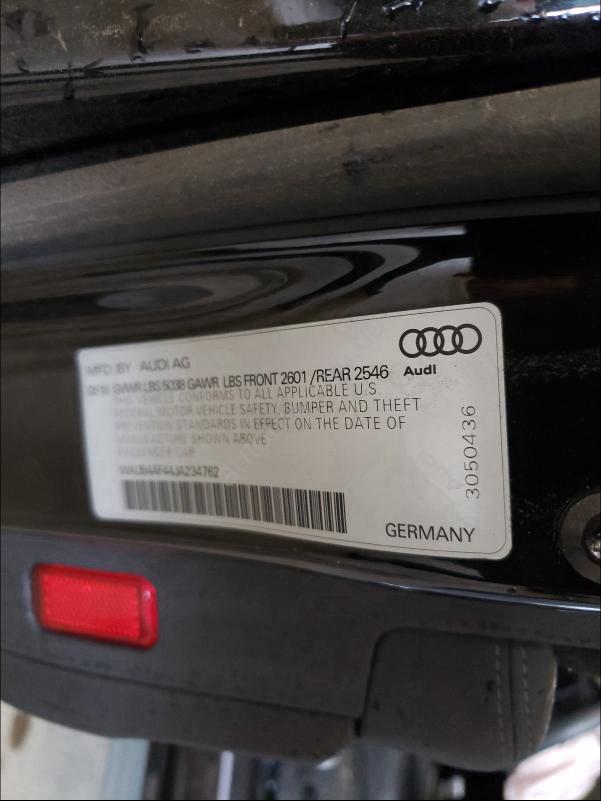 MFD. BY AUDI AG
GVWR LBS 5038 GAWR LBS FRONT 2601 / REAR 2546
THIS VEHICLE CONFORMS TO ALL APPLICABLE U.S.
FEDERAL MOTOR VEHICLE SAFETY, BUMPER AND THEFT
PREVENTION STANDARDS IN EFFECT ON THE DATE OF
MANUFACTURE SHOWN ABOVE
PASSENGER CAR
Audi
3050436
GERMANY